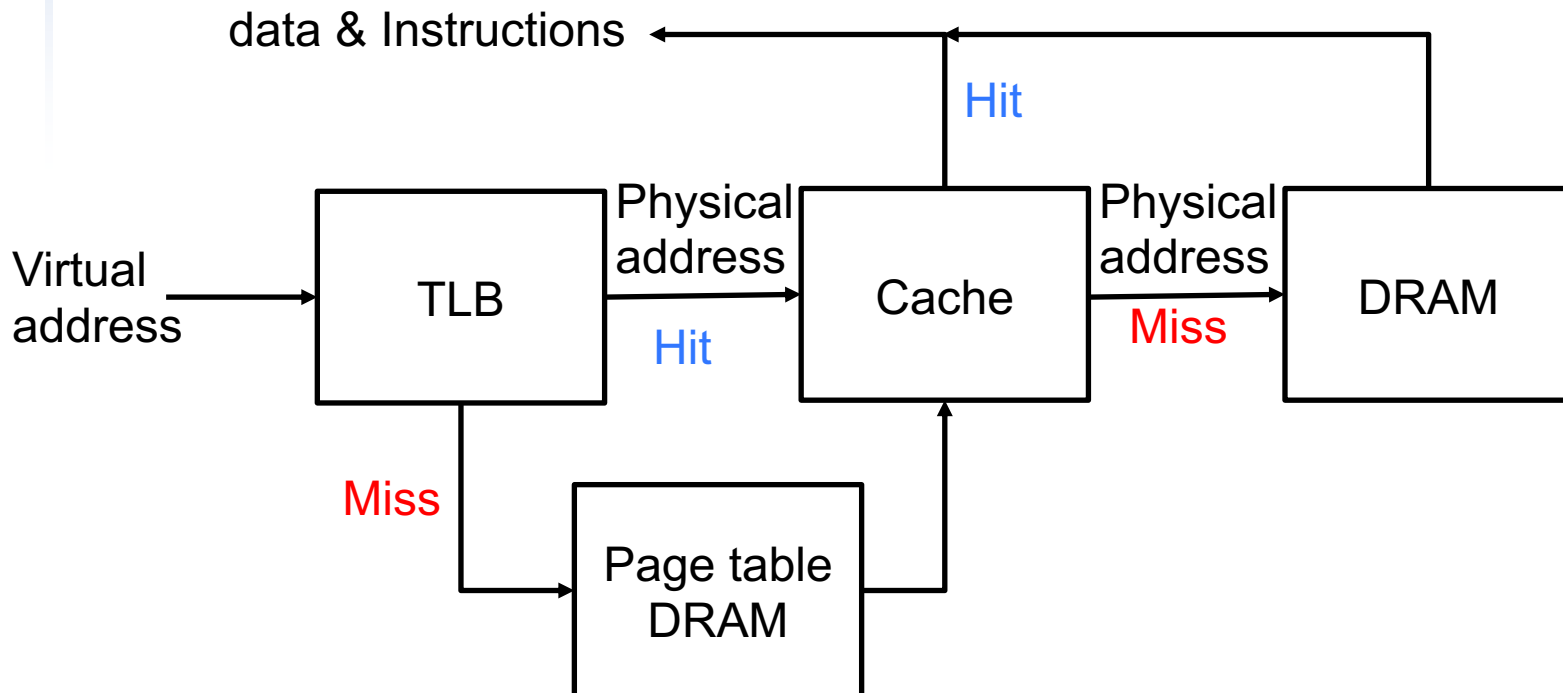 data & Instructions
Hit
Virtual
address
TLB
Physical
address
Hit
Cache
Physical
address
Miss
DRAM
Miss
Page table
DRAM